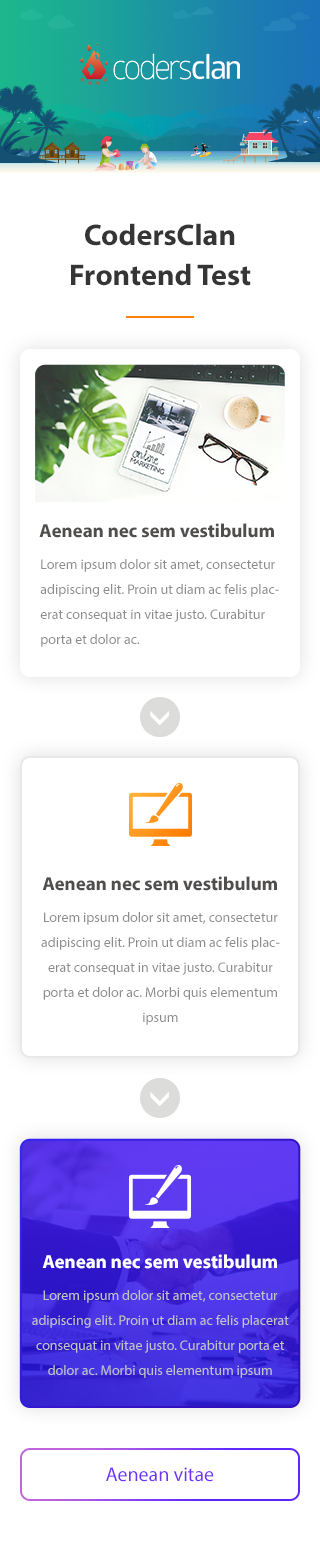 codersclan
CodersClan
Frontend Test
online
MARKETING
Aenean nec sem vestibulum
Lorem ipsum dolor sit amet, consectetur
adipiscing elit. Proin ut diam ac felis plac-
erat consequat in vitae justo. Curabitur
porta et dolor ac.
Aenean nec sem vestibulum
Lorem ipsum dolor sit amet, consectetur
adipiscing elit. Proin ut diam ac felis plac-
erat consequat in vitae justo. Curabitur
porta et dolor ac. Morbi quis elementum
ipsum
Aenean nec sem vestibulum
Lorem ipsum dolor sit amet, consectetur
adipiscing elit. Proin ut diam ac felis placerat
consequat in vitae justo. Curabitur porta et
dolor ac. Morbi quis elementum ipsum
Aenean vitae